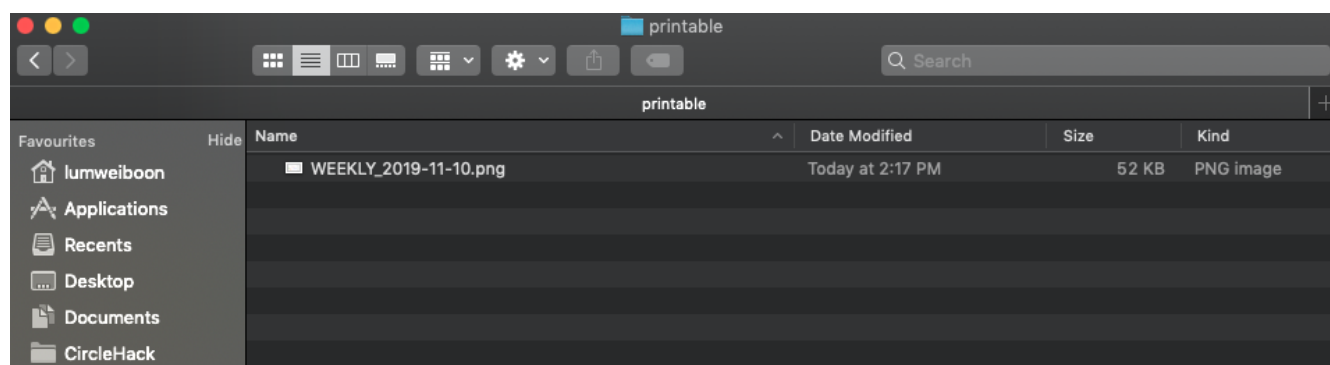 printable
Search
printable
Favourites Hide
Name Date Modified Size Kind
WEEKLY_2019-11-10.png Today at 2:17 PM 52 KB PNG image
lumweiboon
Applications
Recents
Desktop
Documents
CircleHack